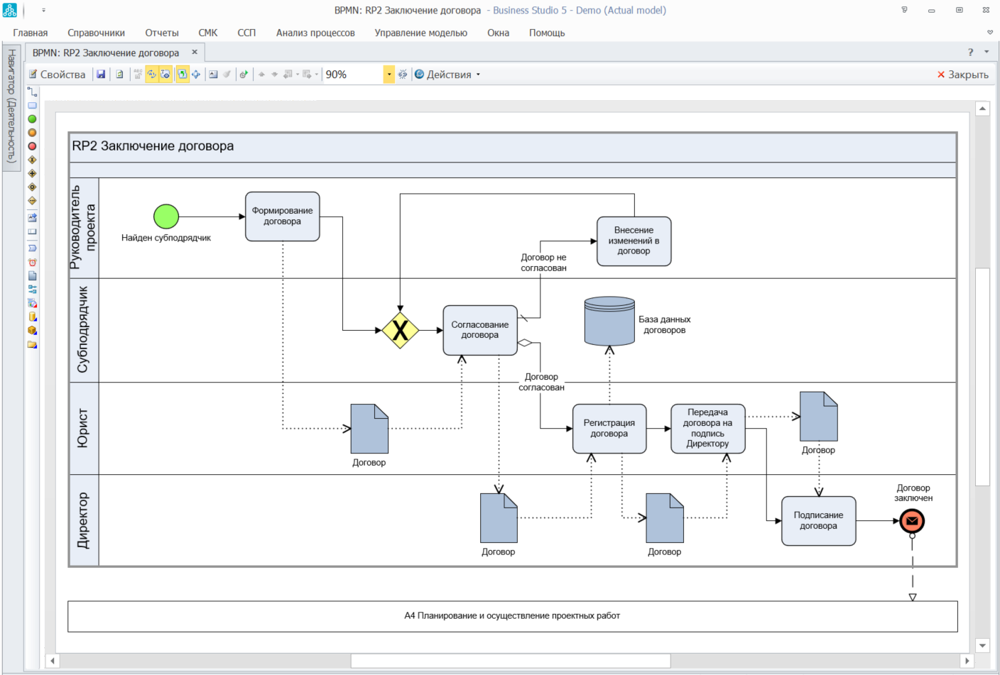 BPMN: RP2 Заключение договора - Business Studio 5 - Demo (Actual model)
Главная Справочники Отчеты СМК ССП Анализ процессов Управление моделью Окна Помощь
BPMN: RP2 Заключение договора × ?
Свойства 90% Действия Закрыть
Навигатор (Деятельность)
RP2 Заключение договора
Руководитель
проекта
Найден субподрядчик
Формирование
договора
Внесение
изменений в
договор
Договор не
согласован
Субподрядчик
X
Согласование
договора
База данных
договоров
Договор
согласован
Юрист
Договор
Регистрация
договора
Передача
договора на
подпись
Директору
Договор
Директор
Договор
Договор
Подписание
договора
Договор
заключен
A4 Планирование и осуществление проектных работ